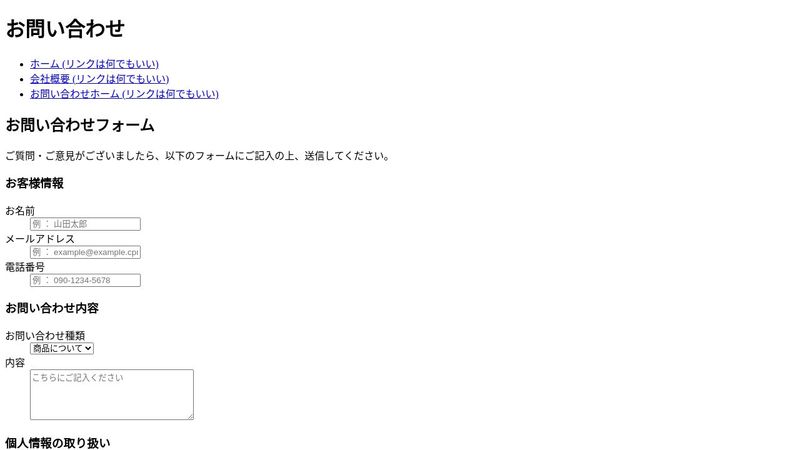 お問い合わせ
ホーム (リンクは何でもいい)
会社概要 (リンクは何でもいい)
お問い合わせホーム (リンクは何でもいい)
お問い合わせフォーム
ご質問・ご意見がございましたら、以下のフォームにご記入の上、送信してください。
お客様情報
お名前
例 : 山田太郎
メールアドレス
例 : example@example.cpm
電話番号
例 : 090-1234-5678
お問い合わせ内容
お問い合わせ種類
商品について
内容
こちらにご記入ください
個人情報の取り扱い